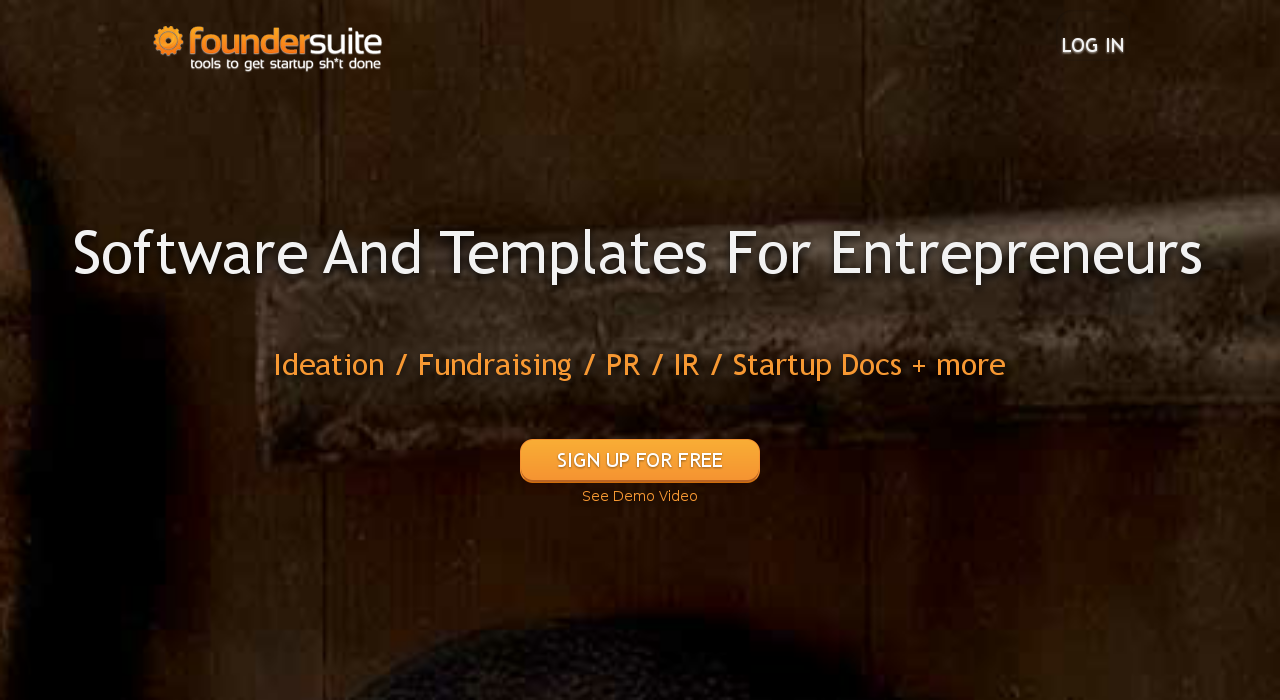 foundersuite
tools to get startup sh*t done
LOG IN
Software And Templates For Entrepreneurs
Ideation / Fundraising / PR / IR / Startup Docs + more
SIGN UP FOR FREE
See Demo Video